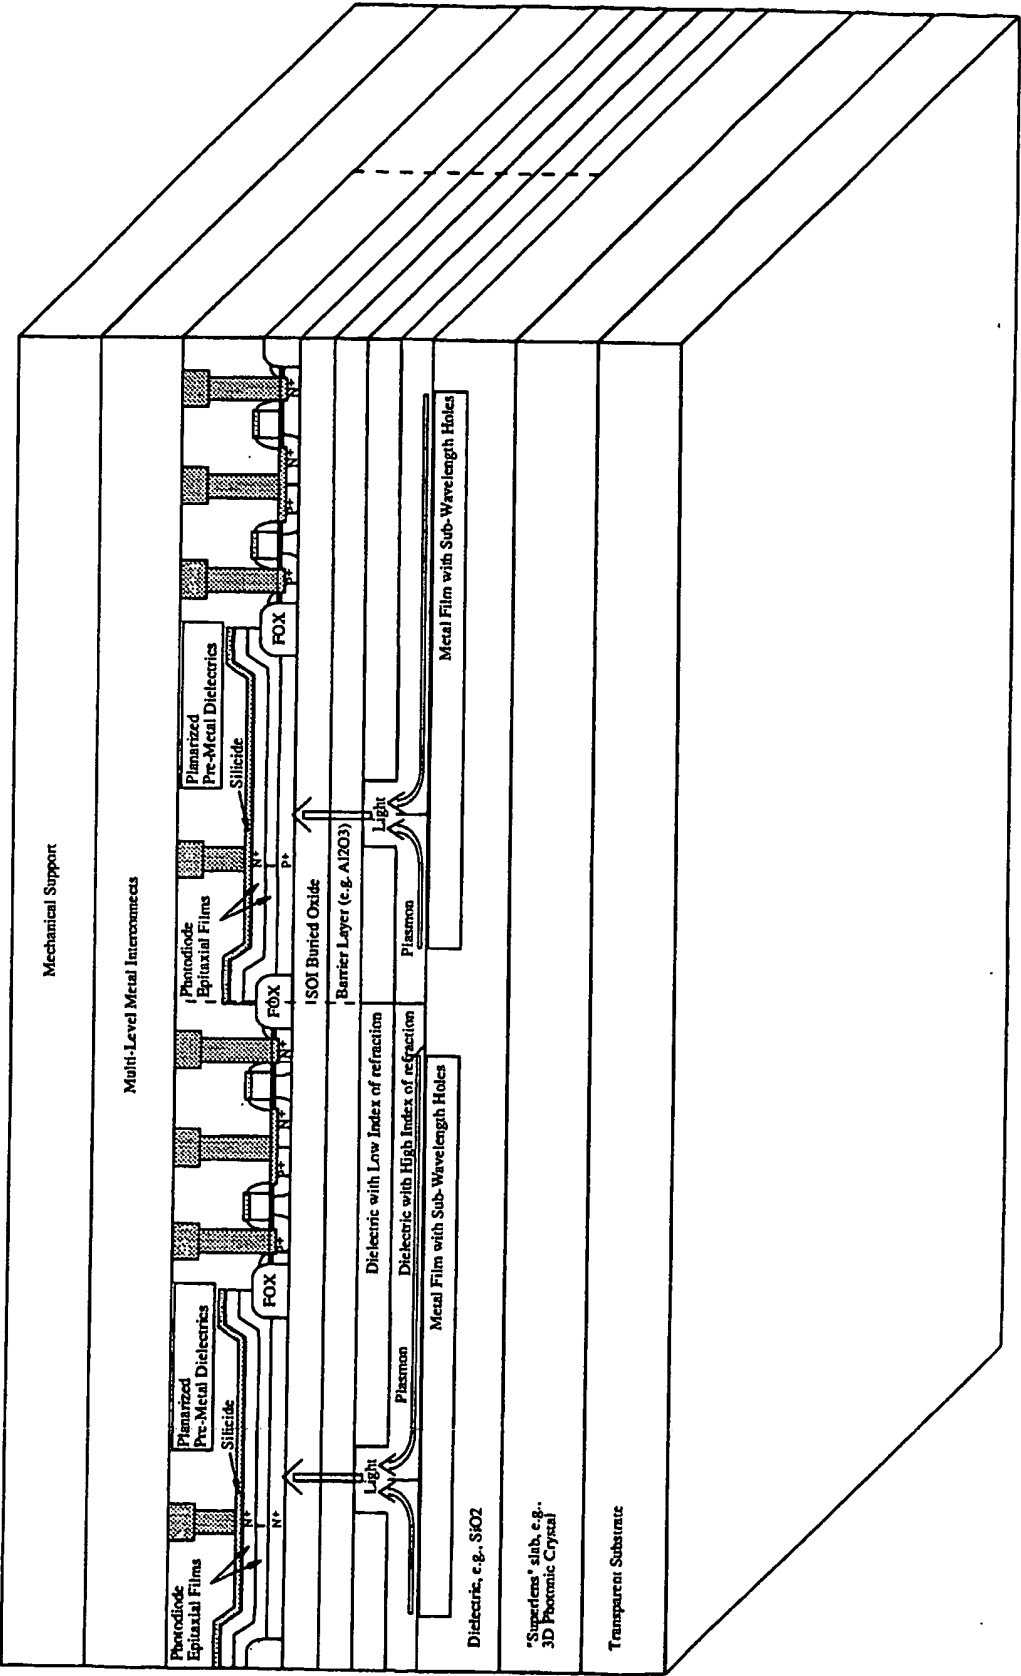 Mechanical Support
Multi-Level Metal Interconnects
Photodiode
Epitaxial Films
Planarized
Pre-Metal Dielectrics
Silicide
N+
N+
FOX
P+
P+
N+
N+
FOX
Photodiode
Epitaxial Films
Planarized
Pre-Metal Dielectrics
Silicide
N+
P+
FOX
P+
P+
N+
N+
SOI Buried Oxide
Barrier Layer (e.g. Al2O3)
Light
Dielectric with Low Index of refraction
Light
Plasmon
Dielectric with High Index of refraction
Plasmon
Metal Film with Sub-Wavelength Holes
Metal Film with Sub-Wavelength Holes
Dielectric, e.g., SiO2
"Superlens" slab, e.g.,
3D Photonic Crystal
Transparent Substrate